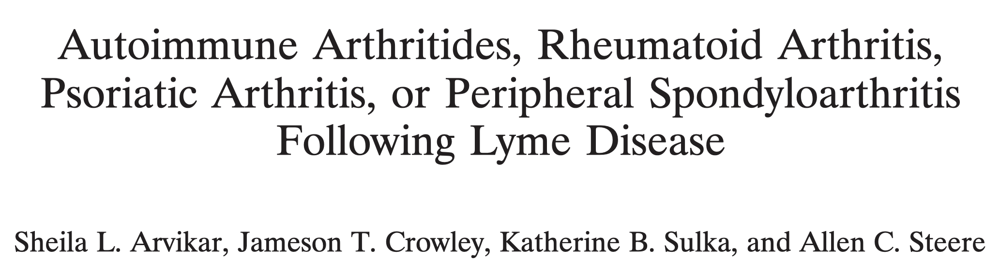 Autoimmune Arthritides, Rheumatoid Arthritis,
Psoriatic Arthritis, or Peripheral Spondyloarthritis
Following Lyme Disease
Sheila L. Arvikar, Jameson T. Crowley, Katherine B. Sulka, and Allen C. Steere